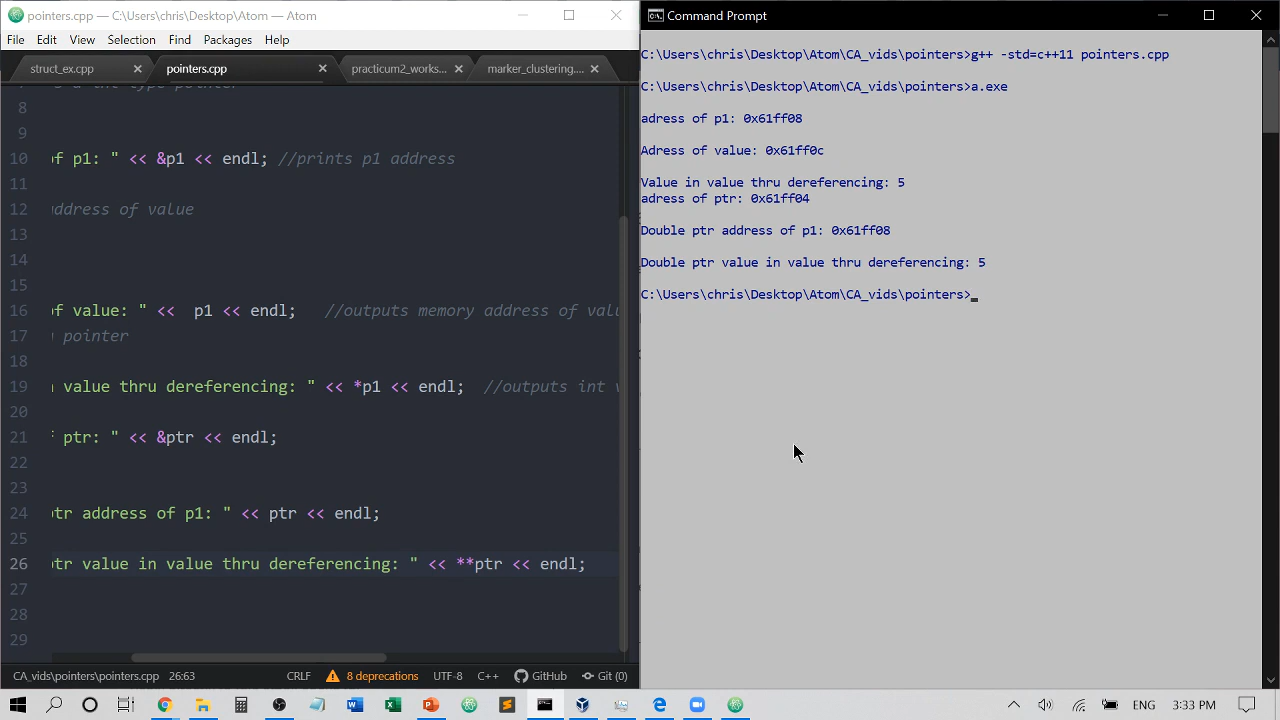 pointers.cpp — C:\Users\chris\Desktop\Atom — Atom
File Edit View Selection Find Packages Help
struct_ex.cpp pointers.cpp practicum2_works... marker_clustering....
8
9
10 of p1: " << &p1 << endl; //prints p1 address
11
12 address of value
13
14
15
16 of value: " << p1 << endl; //outputs memory address of valu
17 pointer
18
19 value thru dereferencing: " << *p1 << endl; //outputs int v
20
21 ptr: " << &ptr << endl;
22
23
24 tr address of p1: " << ptr << endl;
25
26 tr value in value thru dereferencing: " << **ptr << endl;
27
28
29
CA_vids\pointers\pointers.cpp 26:63 CRLF 8 deprecations UTF-8 C++ GitHub Git (0)
Command Prompt
C:\Users\chris\Desktop\Atom\CA_vids\pointers>g++ -std=c++11 pointers.cpp
C:\Users\chris\Desktop\Atom\CA_vids\pointers>a.exe
adress of p1: 0x61ff08
Adress of value: 0x61ff0c
Value in value thru dereferencing: 5
adress of ptr: 0x61ff04
Double ptr address of p1: 0x61ff08
Double ptr value in value thru dereferencing: 5
C:\Users\chris\Desktop\Atom\CA_vids\pointers>
ENG 3:33 PM